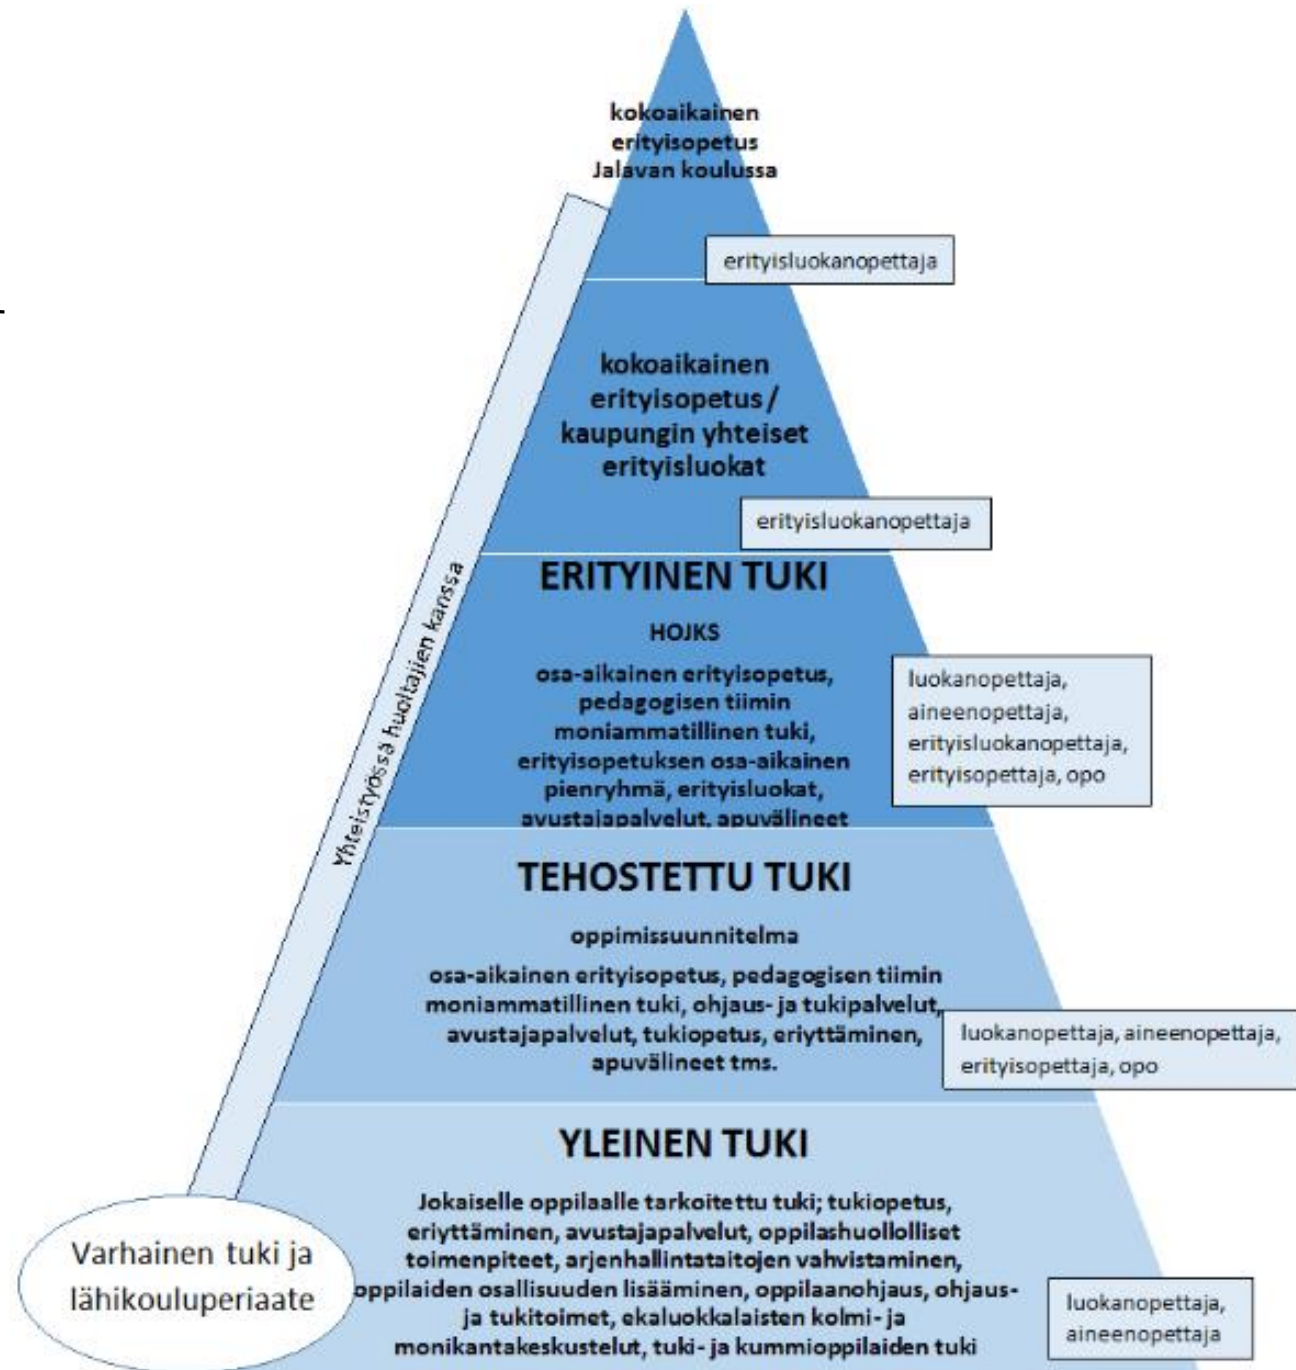 kokoaikainen
erityisopetus
Jalavan koulussa
erityisluokanopettaja
kokoaikainen
erityisopetus /
kaupungin yhteiset
erityisluokat
erityisluokanopettaja
Yhteistyössä huoltajien kanssa
ERITYINEN TUKI
HOJKS
osa-aikainen erityisopetus,
pedagogisen tiimin
moniammatillinen tuki,
erityisopetuksen osa-aikainen
pienryhmä, erityisluokat,
avustajapalvelut, apuvälineet
luokanopettaja,
aineenopettaja,
erityisluokanopettaja,
erityisopettaja, opo
TEHOSTETTU TUKI
oppimissuunnitelma
osa-aikainen erityisopetus, pedagogisen tiimin
moniammatillinen tuki, ohjaus- ja tukipalvelut,
avustajapalvelut, tukiopetus, eriyttäminen,
apuvälineet tms.
luokanopettaja, aineenopettaja,
erityisopettaja, opo
YLEINEN TUKI
Jokaiselle oppilaalle tarkoitettu tuki; tukiopetus,
eriyttäminen, avustajapalvelut, oppilashuollolliset
toimenpiteet, arjenhallintataitojen vahvistaminen,
oppilaiden osallisuuden lisääminen, oppilaanohjaus, ohjaus-
ja tukitoimet, ekaluokkalaisten kolmi- ja
monikantakeskustelut, tuki- ja kummioppilaiden tuki
Varhainen tuki ja
lähikouluperiaate
luokanopettaja,
aineenopettaja